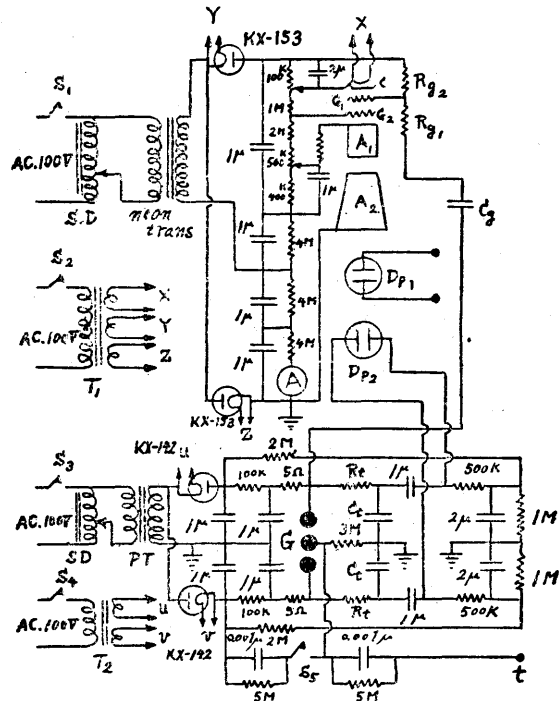 Y
KX-153
X
S₁
100K
2μ
C
Rg₂
1M
G₁
G₂
Rg₁
2M
1μ
A₁
AC.100V
500K
1μ
400K
A₂
Cg
S.D
neon
trans
1μ
4M
S₂
Dp₁
X
Y
Z
AC.100V
1μ
4M
1μ
4M
Dp₂
T₁
A
KX-153
Z
S₃
KX-142
u
2M
100K
5Ω
Rt
1μ
500K
AC.100V
1μ
1μ
G
Ct
2μ
1M
3M
SD
PT
1μ
1μ
Ct
2μ
1M
S₄
u
v
AC.100V
v
100K
5Ω
Rt
1μ
500K
T₂
KX-142
0.001μ
2M
0.001μ
S₅
t
5M
5M